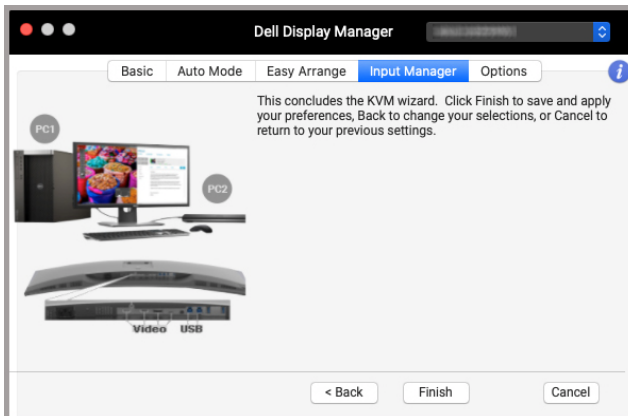 Dell Display Manager
Basic Auto Mode Easy Arrange Input Manager Options i
This concludes the KVM wizard. Click Finish to save and apply
your preferences, Back to change your selections, or Cancel to
return to your previous settings.
PC1
PC2
Video USB
< Back Finish Cancel